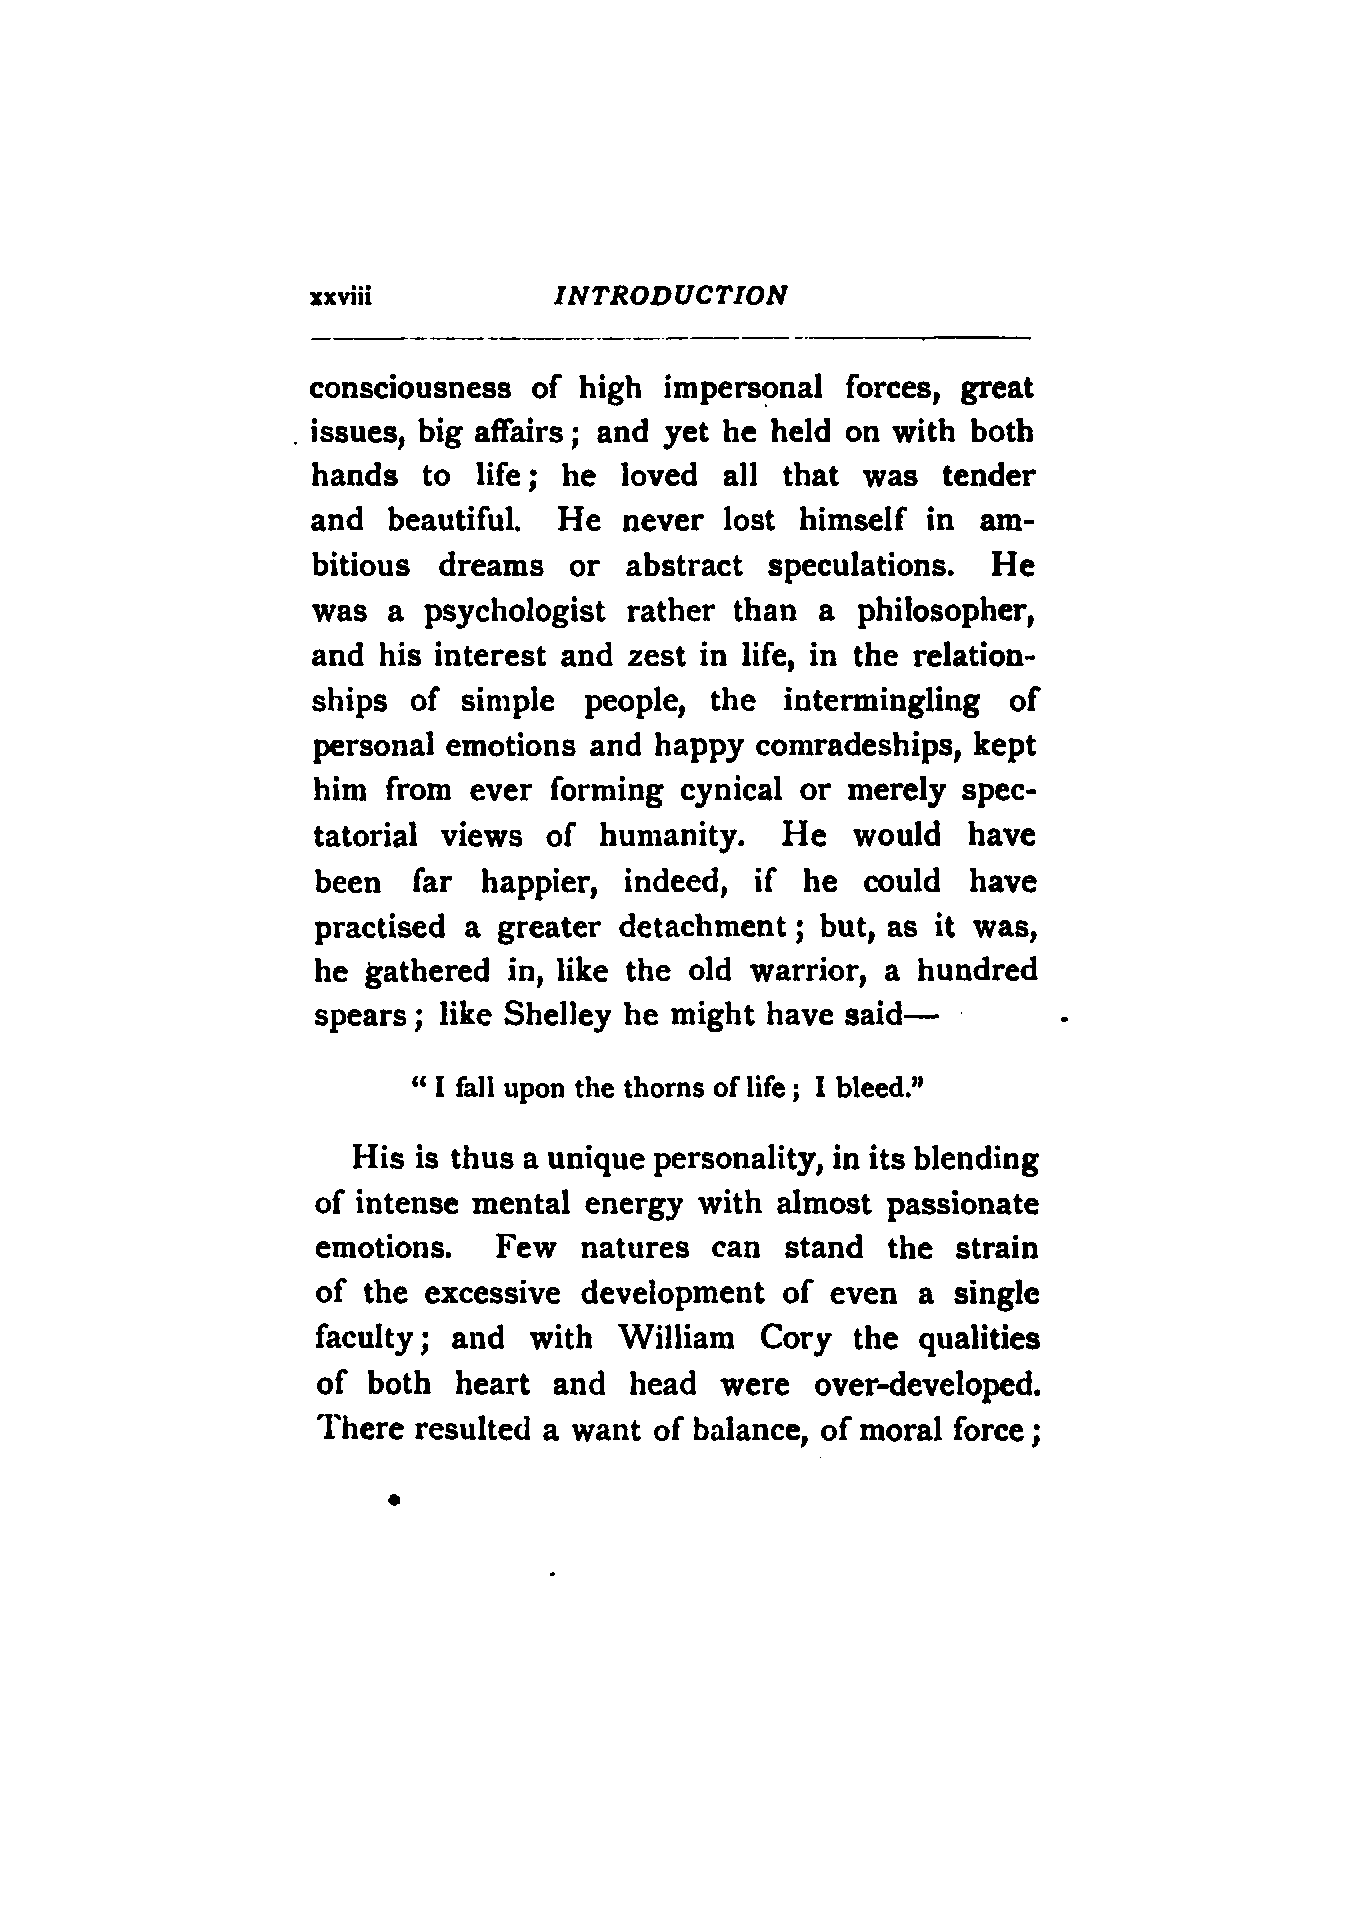 xxviii INTRODUCTION
consciousness of high impersonal forces, great
issues, big affairs; and yet he held on with both
hands to life; he loved all that was tender
and beautiful. He never lost himself in am-
bitious dreams or abstract speculations. He
was a psychologist rather than a philosopher,
and his interest and zest in life, in the relation-
ships of simple people, the intermingling of
personal emotions and happy comradeships, kept
him from ever forming cynical or merely spec-
tatorial views of humanity. He would have
been far happier, indeed, if he could have
practised a greater detachment; but, as it was,
he gathered in, like the old warrior, a hundred
spears; like Shelley he might have said—
“I fall upon the thorns of life; I bleed.”
His is thus a unique personality, in its blending
of intense mental energy with almost passionate
emotions. Few natures can stand the strain
of the excessive development of even a single
faculty; and with William Cory the qualities
of both heart and head were over-developed.
There resulted a want of balance, of moral force;